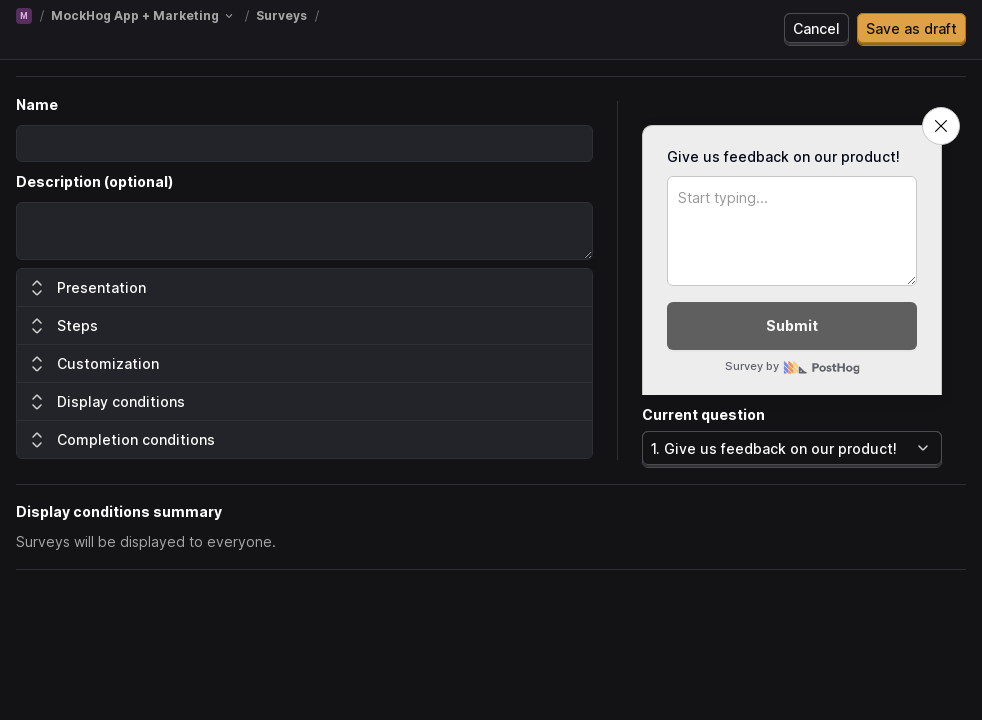 M / MockHog App + Marketing / Surveys /
Cancel
Save as draft
Name
Description (optional)
Presentation
Steps
Customization
Display conditions
Completion conditions
Give us feedback on our product!
Start typing...
Submit
Survey by PostHog
Current question
1. Give us feedback on our product!
Display conditions summary
Surveys will be displayed to everyone.